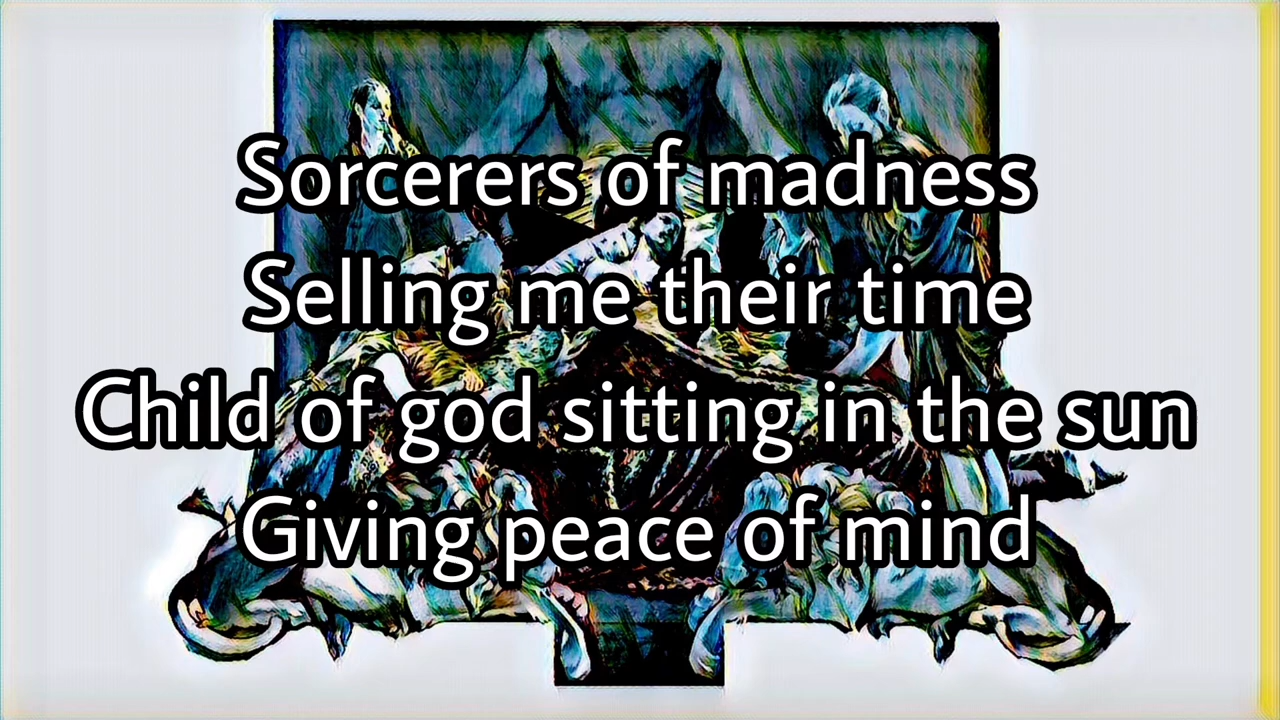 Sorcerers of madness
Selling me their time
Child of god sitting in the sun
Giving peace of mind